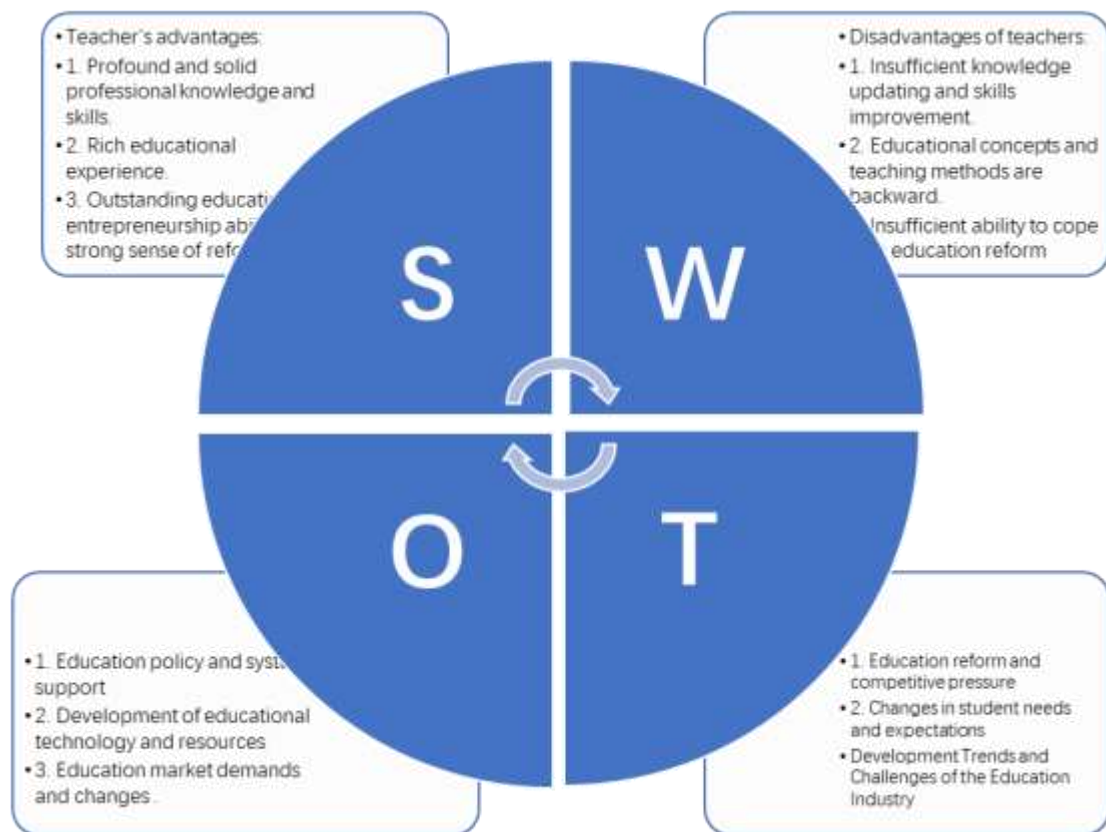 • Teacher's advantages:
• 1. Profound and solid
professional knowledge and
skills.
• 2. Rich educational
experience.
• 3. Outstanding
entrepreneurship
strong sense of
• Disadvantages of teachers:
• 1. Insufficient knowledge
updating and skills
improvement.
• 2. Educational concepts and
teaching methods are
backward.
Insufficient ability to cope
education reform
S
W
O
T
• 1. Education policy and
support
• 2. Development of educational
technology and resources
• 3. Education market demands
and changes .
• 1. Education reform and
competitive pressure
• 2. Changes in student needs
and expectations
• Development Trends and
Challenges of the Education
Industry